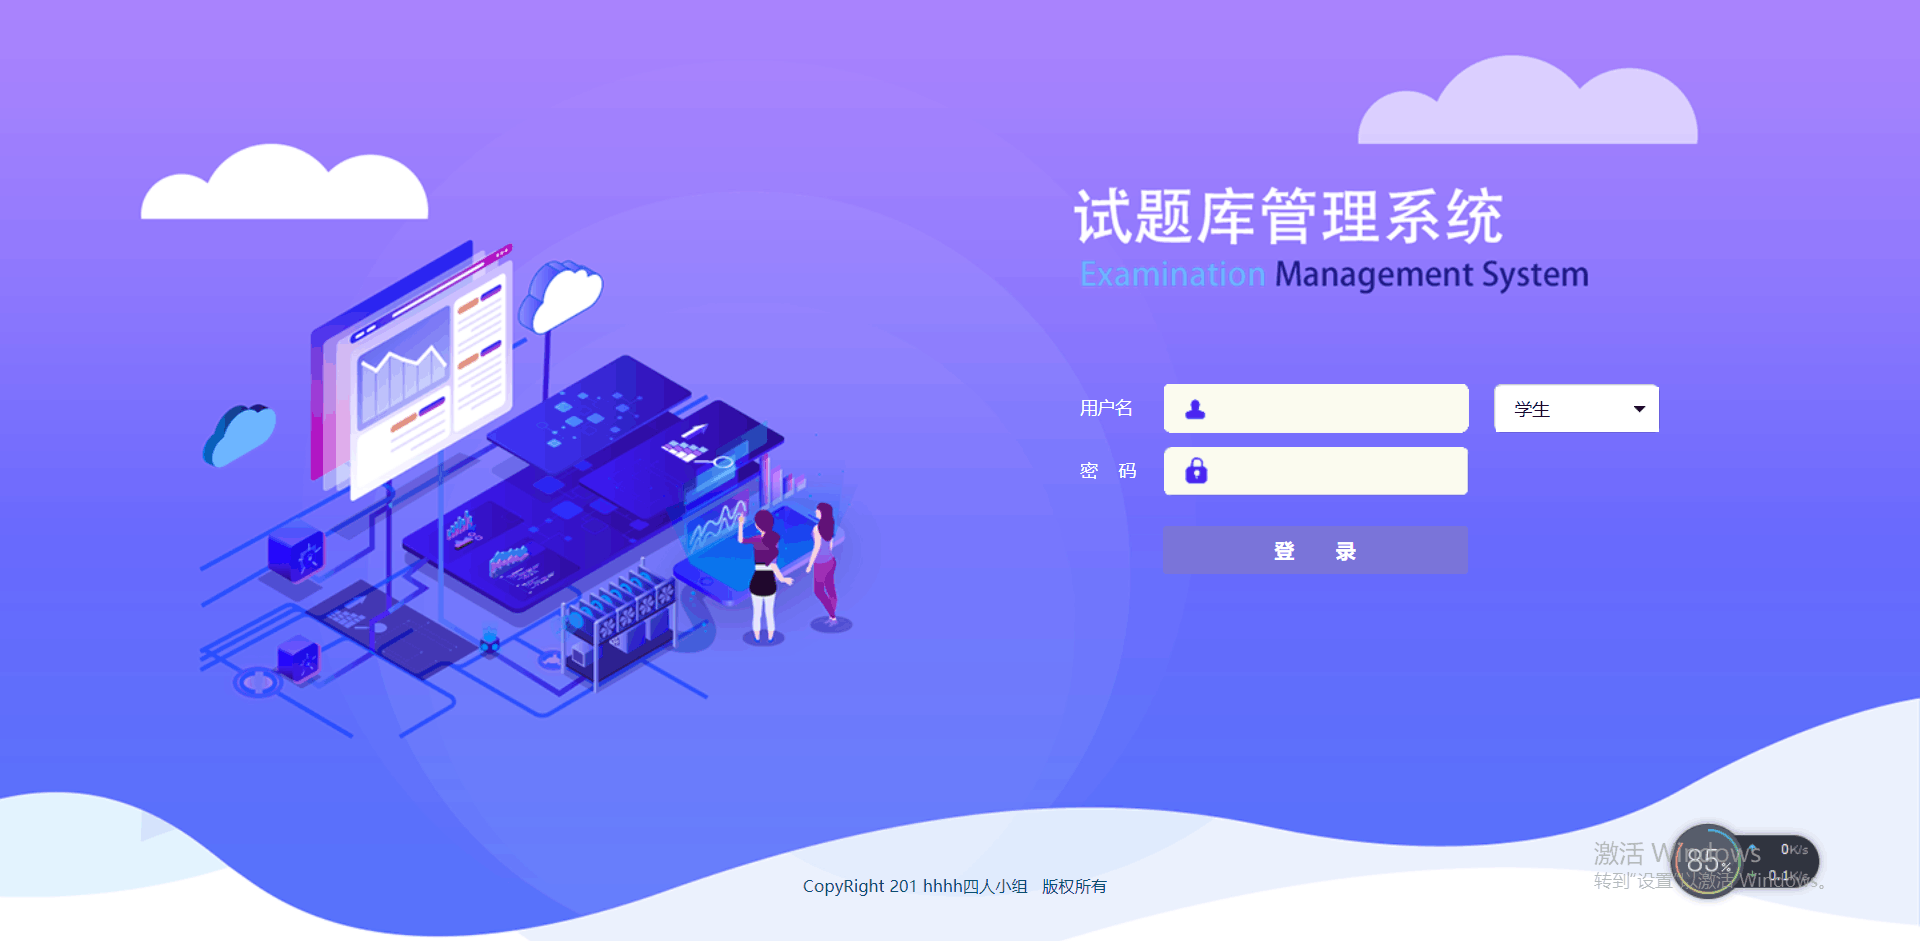 试题库管理系统
Examination Management System
用户名
学生
密 码
登 录
激活 Windows
转到"设置"以激活 Windows。
85%
0K/s
0.1K/s
CopyRight 201 hhhh四人小组 版权所有